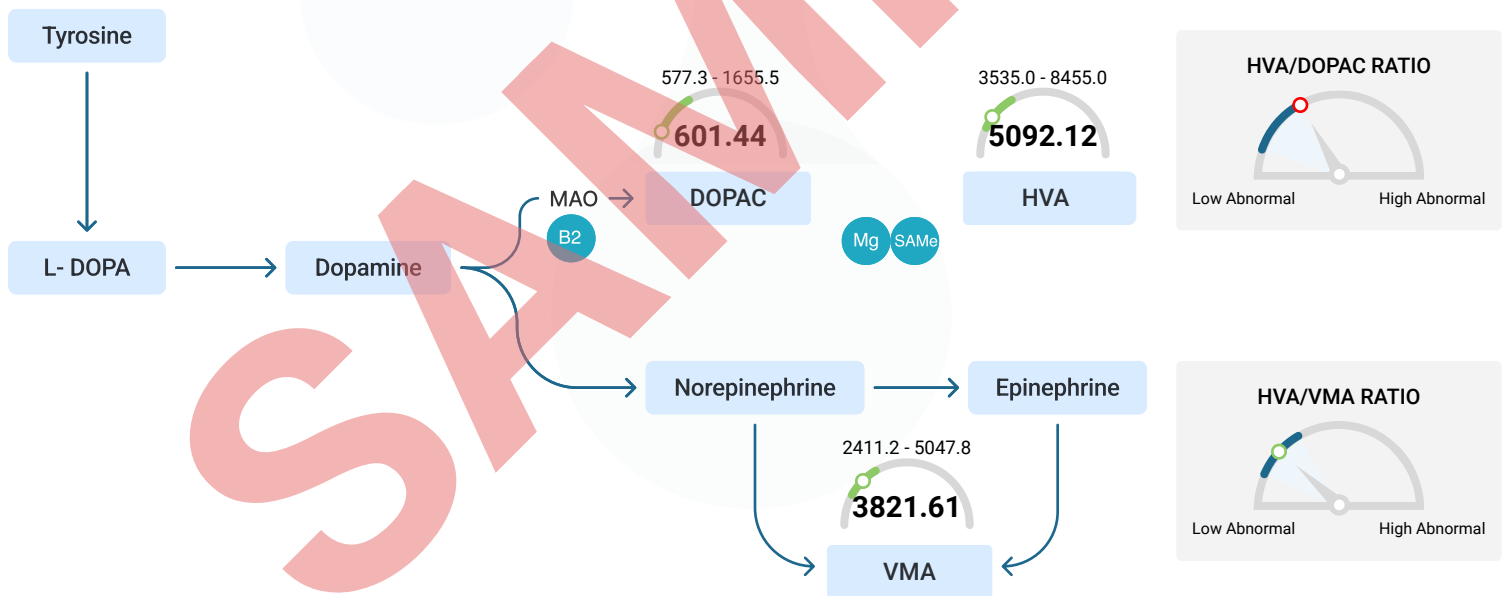 Tyrosine
577.3 - 1655.5
3535.0 - 8455.0
HVA/DOPAC RATIO
601.44
5092.12
MAO
DOPAC
HVA
Low Abnormal
High Abnormal
B2
Mg
SAMe
L- DOPA
Dopamine
Norepinephrine
Epinephrine
HVA/VMA RATIO
2411.2 - 5047.8
3821.61
Low Abnormal
High Abnormal
VMA
SAM